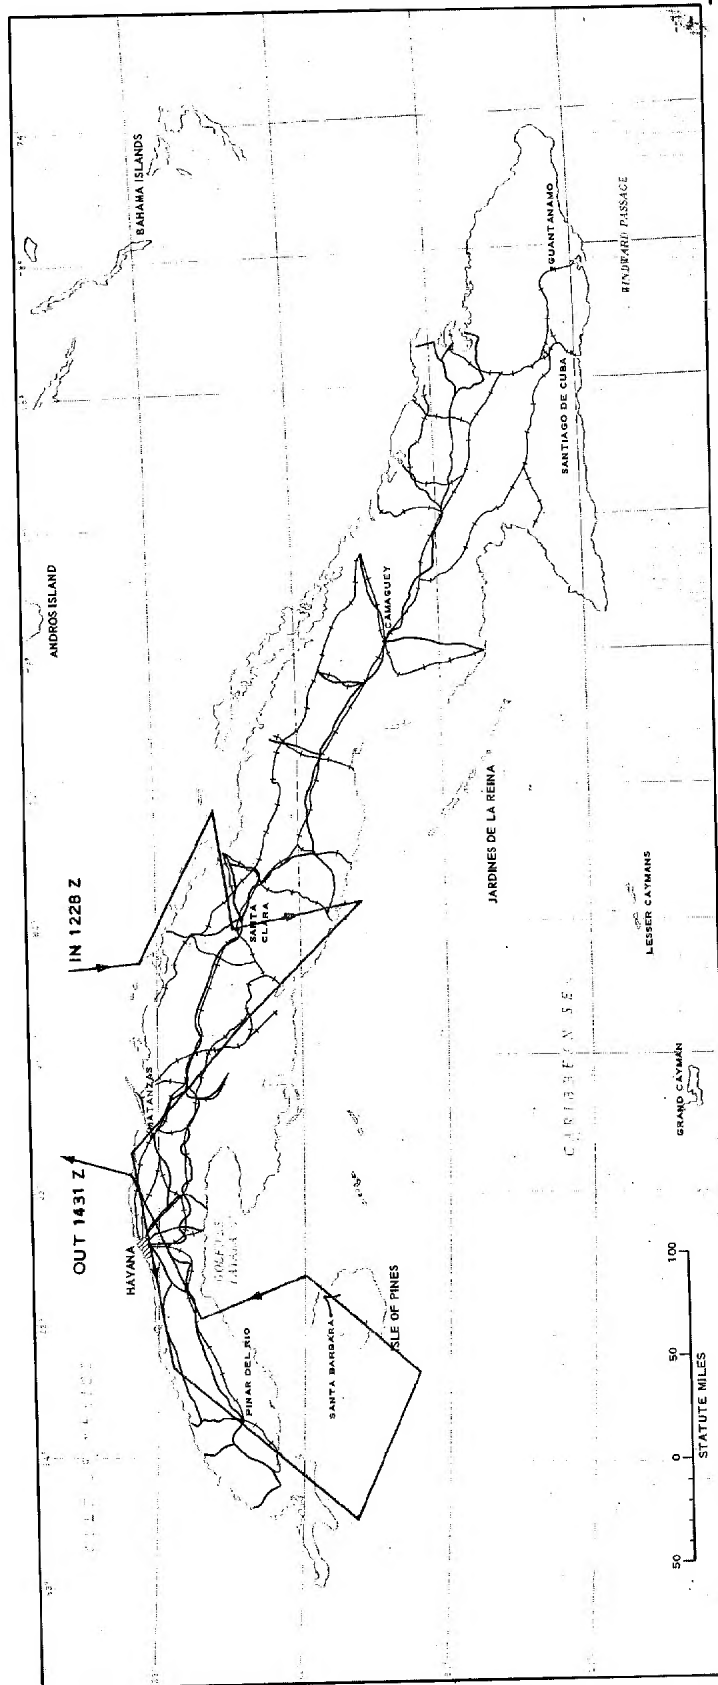 BAHAMA ISLANDS
ANDROS ISLAND
GUANTANAMO
WINDWARD PASSAGE
SANTIAGO DE CUBA
CAMAGUEY
JARDINES DE LA REINA
IN 1228 Z
SANTA
CLARA
LESSER CAYMANS
MATANZAS
GRAND CAYMAN
OUT 1431 Z
HAVANA
ISLE OF PINES
SANTA BARBARA
PINAR DEL RIO
50
0
50
100
STATUTE MILES